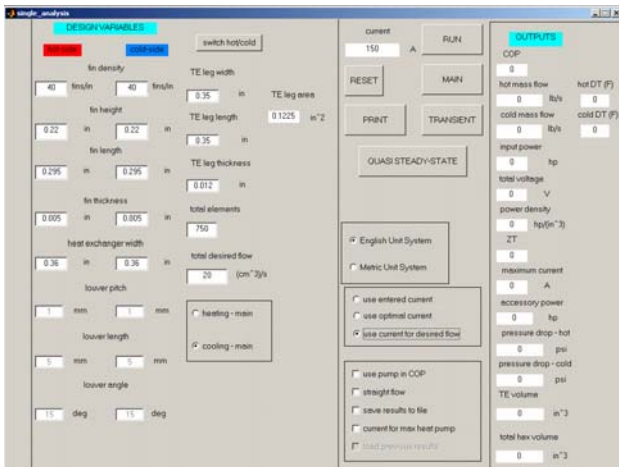 single_analysis
DESIGN VARIABLES
hot-side cold-side
fin density
40 fins/in 40 fins/in
fin height
0.22 in 0.22 in
fin length
0.295 in 0.295 in
fin thickness
0.005 in 0.005 in
heat exchanger width
0.36 in 0.36 in
louver pitch
1 mm 1 mm
louver length
5 mm 5 mm
louver angle
15 deg 15 deg
switch hot/cold
TE leg width
0.35 in
TE leg area
0.1225 in^2
TE leg length
0.35 in
TE leg thickness
0.012 in
total elements
750
total desired flow
20 (cm^3)/s
heating - main
cooling - main
current
150 A
RUN
RESET
MAIN
PRINT
TRANSIENT
QUASI STEADY-STATE
English Unit System
Metric Unit System
use entered current
use optimal current
use current for desired flow
use pump in COP
straight flow
save results to file
current for max heat pump
load previous results
OUTPUTS
COP
0
hot mass flow hot DT (F)
0 lb/s 0
cold mass flow cold DT (F)
0 lb/s 0
input power
0 hp
total voltage
0 V
power density
0 hp/(in^3)
ZT
0
maximum current
0 A
accessory power
0 hp
pressure drop - hot
0 psi
pressure drop - cold
0 psi
TE volume
0 in^3
total hex volume
0 in^3